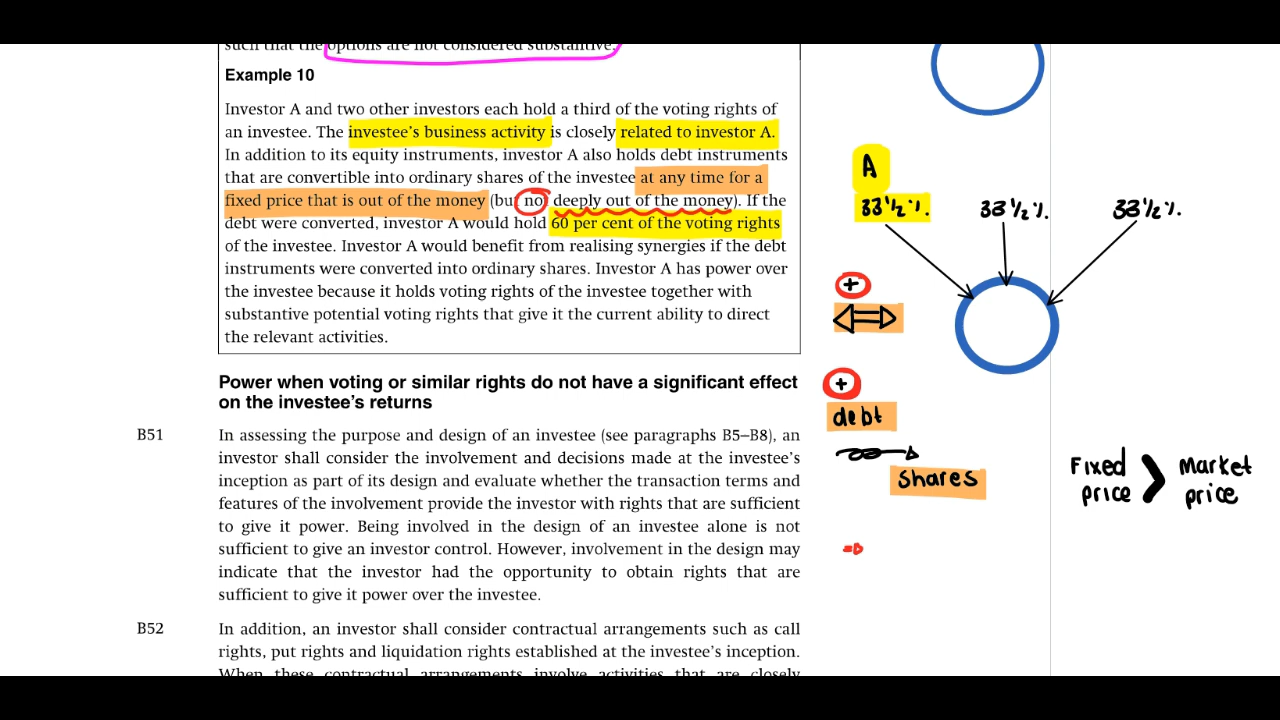 such that the options are not considered substantive.
Example 10
Investor A and two other investors each hold a third of the voting rights of
an investee. The investee's business activity is closely related to investor A.
In addition to its equity instruments, investor A also holds debt instruments
that are convertible into ordinary shares of the investee at any time for a
fixed price that is out of the money (but not deeply out of the money). If the
debt were converted, investor A would hold 60 per cent of the voting rights
of the investee. Investor A would benefit from realising synergies if the debt
instruments were converted into ordinary shares. Investor A has power over
the investee because it holds voting rights of the investee together with
substantive potential voting rights that give it the current ability to direct
the relevant activities.
Power when voting or similar rights do not have a significant effect
on the investee's returns
B51
In assessing the purpose and design of an investee (see paragraphs B5–B8), an
investor shall consider the involvement and decisions made at the investee's
inception as part of its design and evaluate whether the transaction terms and
features of the involvement provide the investor with rights that are sufficient
to give it power. Being involved in the design of an investee alone is not
sufficient to give an investor control. However, involvement in the design may
indicate that the investor had the opportunity to obtain rights that are
sufficient to give it power over the investee.
B52
In addition, an investor shall consider contractual arrangements such as call
rights, put rights and liquidation rights established at the investee's inception.
When these contractual arrangements involve activities that are closely
A
33 1/2 %.
33 1/2 %.
33 1/2 %.
+
+
debt
shares
Fixed price > Market price